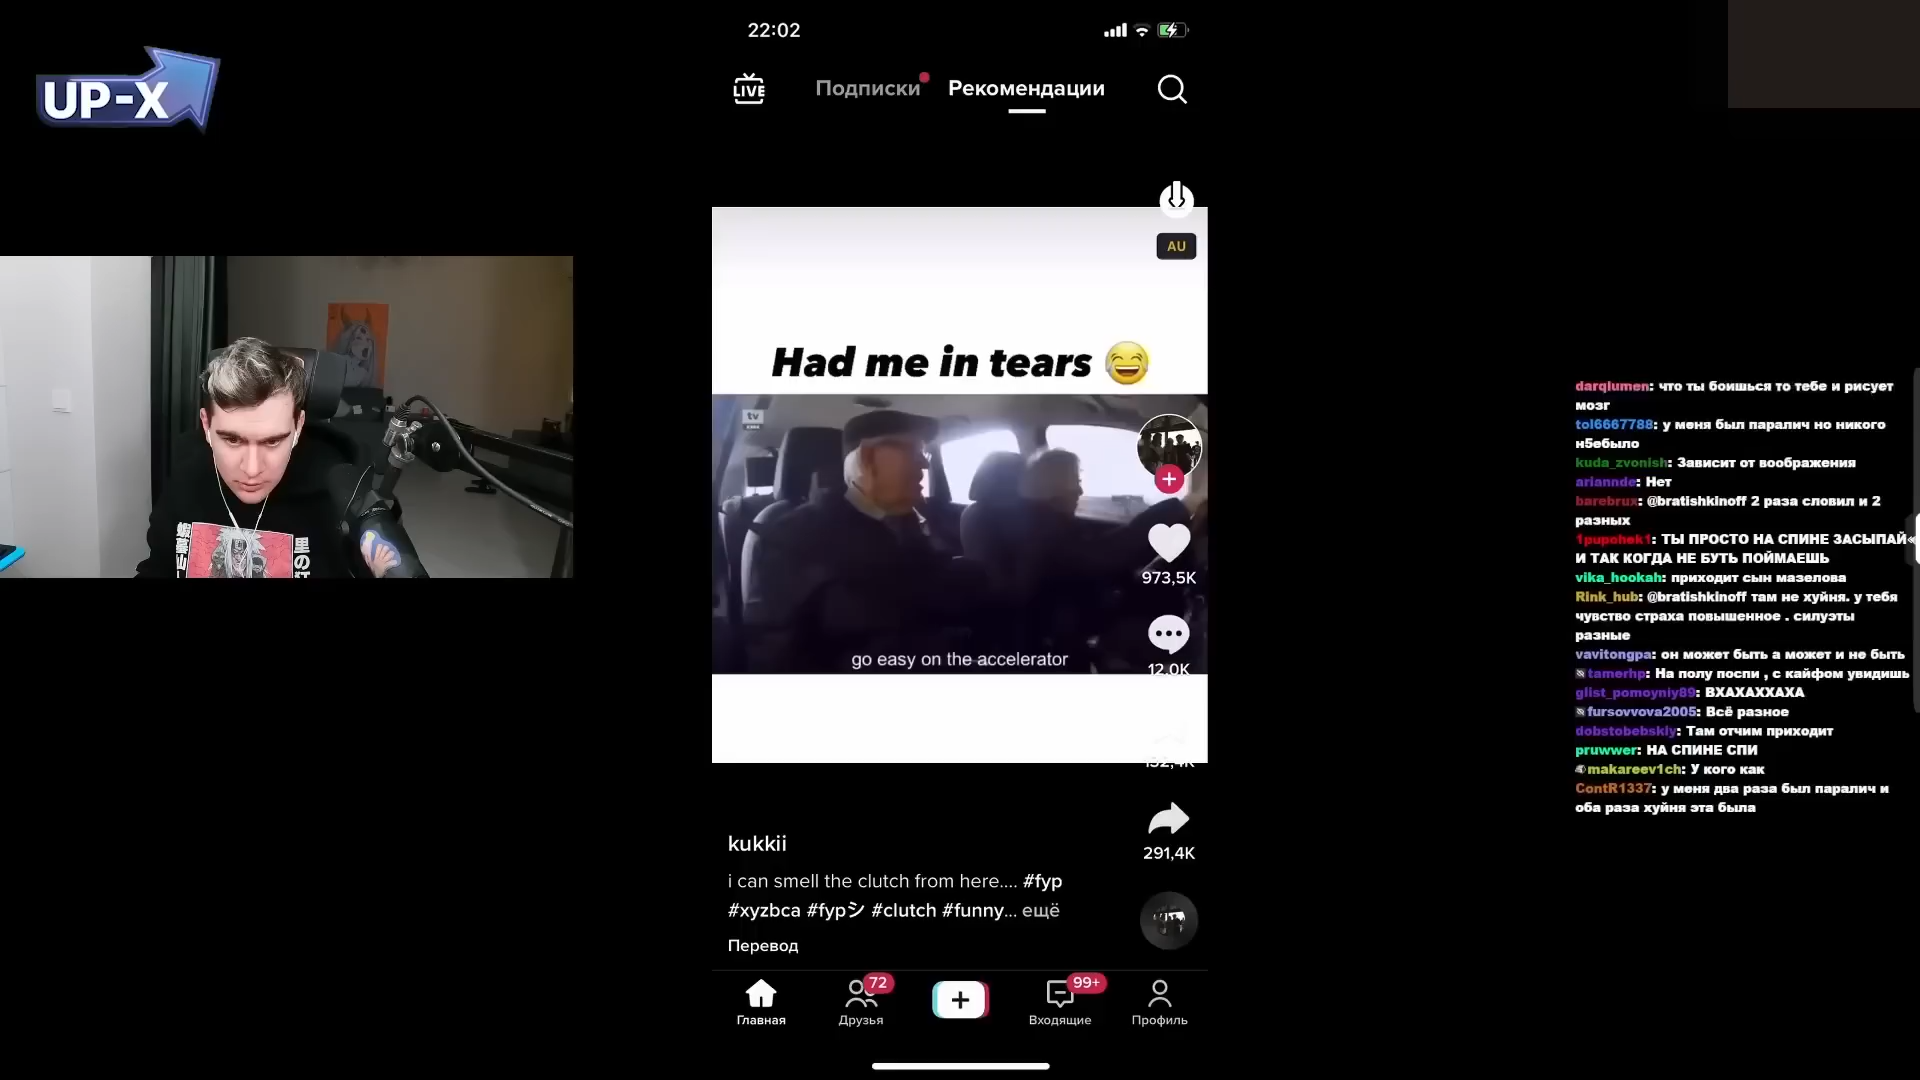 22:02
UP-X
LIVE
Подписки
Рекомендации
AU
Had me in tears 😂
tv
go easy on the accelerator
973,5K
12,0K
132,4K
291,4K
kukkii
i can smell the clutch from here.... #fyp
#xyzbca #fypシ #clutch #funny... ещё
Перевод
72
99+
Главная
Друзья
Входящие
Профиль
darqlumen: что ты боишься то тебе и рисует
мозг
tol6667788: у меня был паралич но никого
н5ебыло
kuda_zvonish: Зависит от воображения
ariannde: Нет
barebrux: @bratishkinoff 2 раза словил и 2
разных
1pupchek1: ТЫ ПРОСТО НА СПИНЕ ЗАСЫПАЙ
И ТАК КОГДА НЕ БУТЬ ПОЙМАЕШЬ
vika_hookah: приходит сын мазелова
Rink_hub: @bratishkinoff там не хуйня. у тебя
чувство страха повышенное . силуэты
разные
vavitongpa: он может быть а может и не быть
tamerhp: На полу поспи , с кайфом увидишь
glist_pomoyniy89: ВХАХАХХАХА
fursovvova2005: Всё разное
dobstobebskiy: Там отчим приходит
pruwwer: НА СПИНЕ СПИ
makareev1ch: У кого как
ContR1337: у меня два раза был паралич и
оба раза хуйня эта была